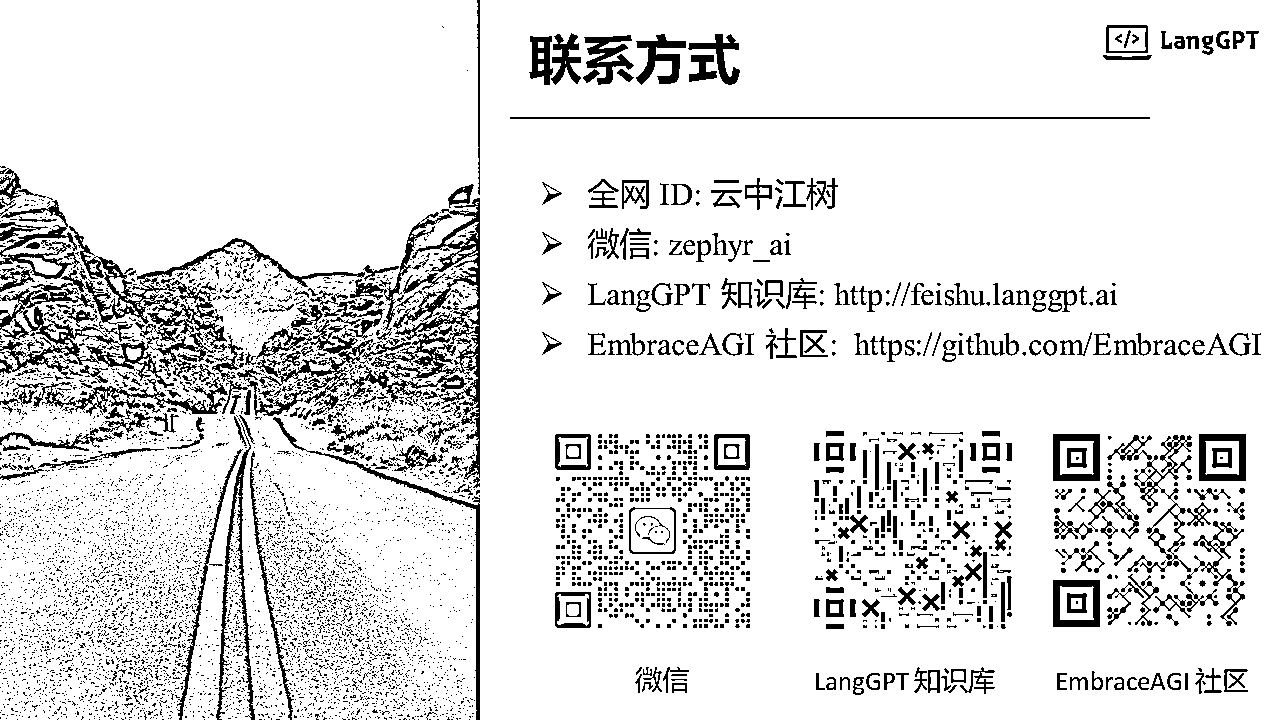 联系方式
</> LangGPT
全网 ID: 云中江树
微信: zephyr_ai
LangGPT 知识库: http://feishu.langgpt.ai
EmbraceAGI 社区: https://github.com/EmbraceAGI
微信
LangGPT 知识库
EmbraceAGI 社区